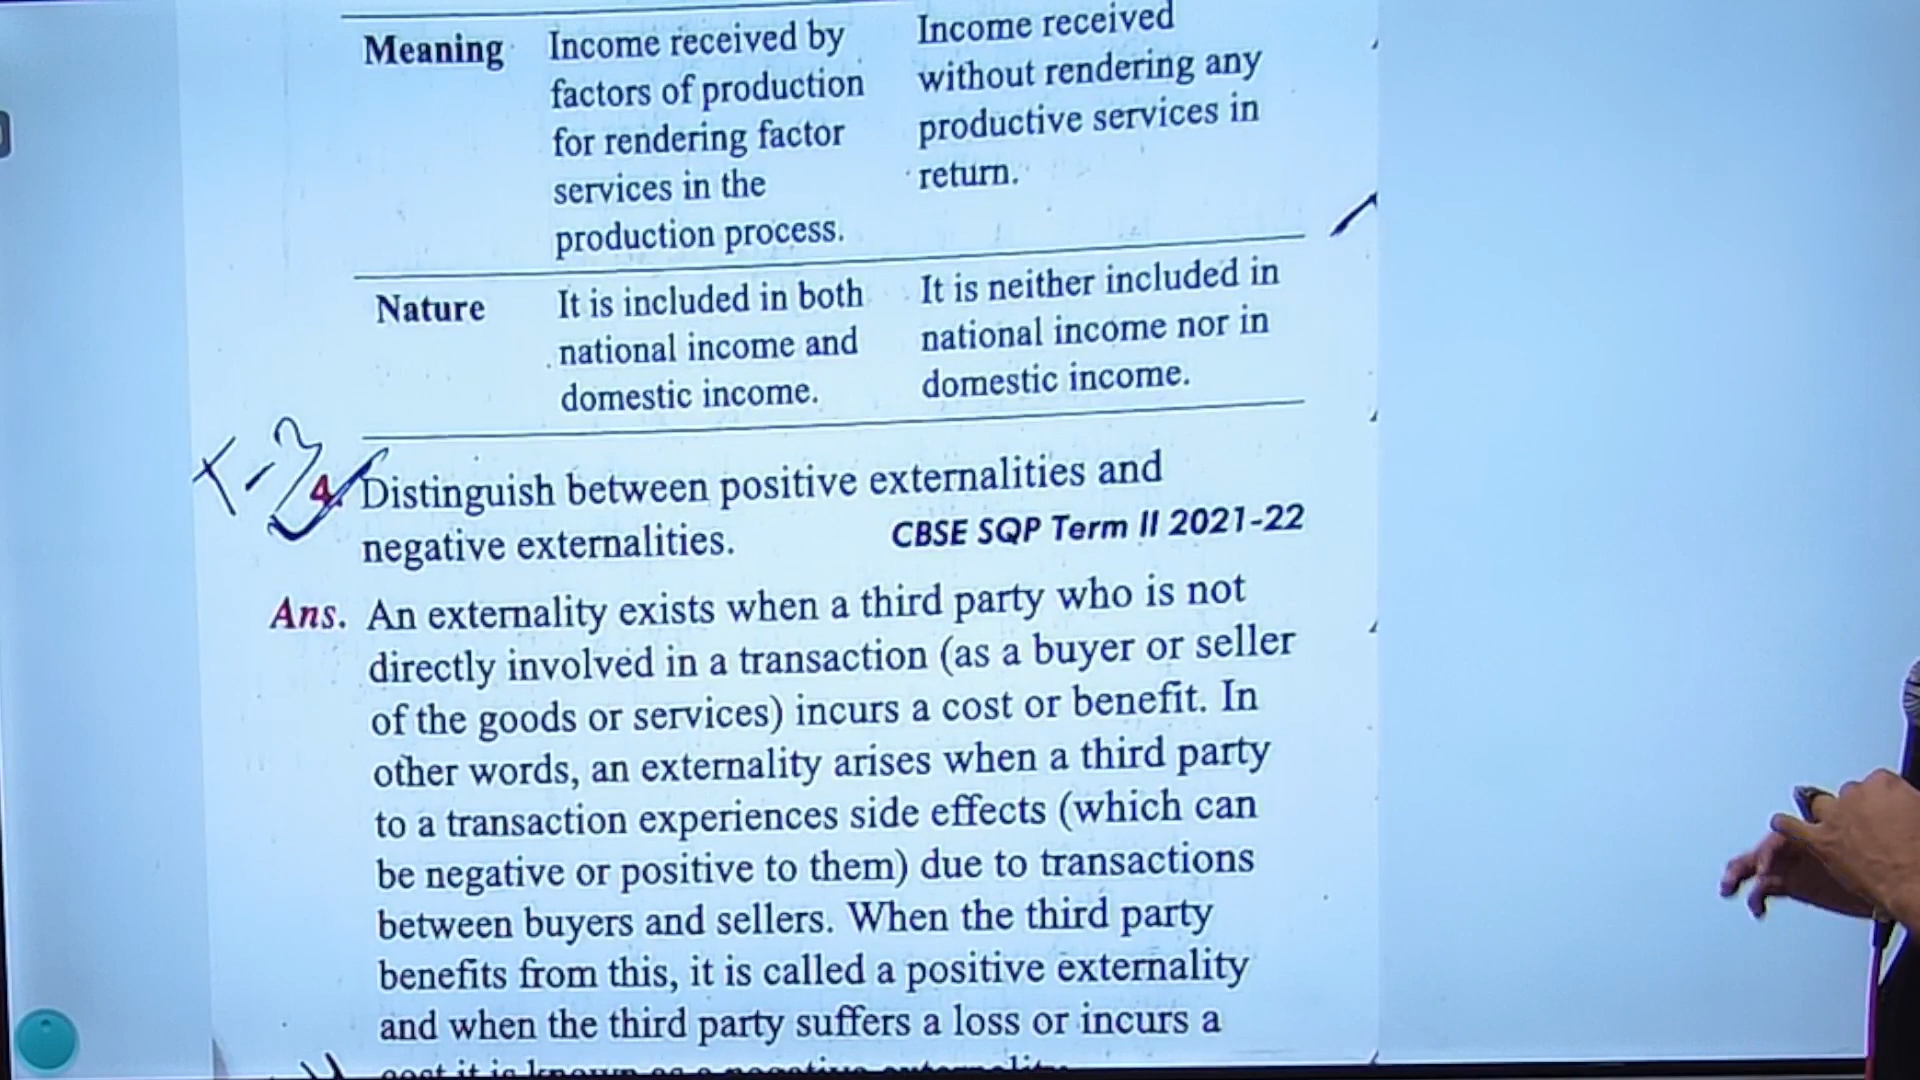 Meaning Income received by Income received
factors of production without rendering any
for rendering factor productive services in
services in the return.
production process.
Nature It is included in both It is neither included in
national income and national income nor in
domestic income. domestic income.
4. Distinguish between positive externalities and
negative externalities. CBSE SQP Term II 2021-22
Ans. An externality exists when a third party who is not
directly involved in a transaction (as a buyer or seller
of the goods or services) incurs a cost or benefit. In
other words, an externality arises when a third party
to a transaction experiences side effects (which can
be negative or positive to them) due to transactions
between buyers and sellers. When the third party
benefits from this, it is called a positive externality
and when the third party suffers a loss or incurs a
cost it is known as a negative externality